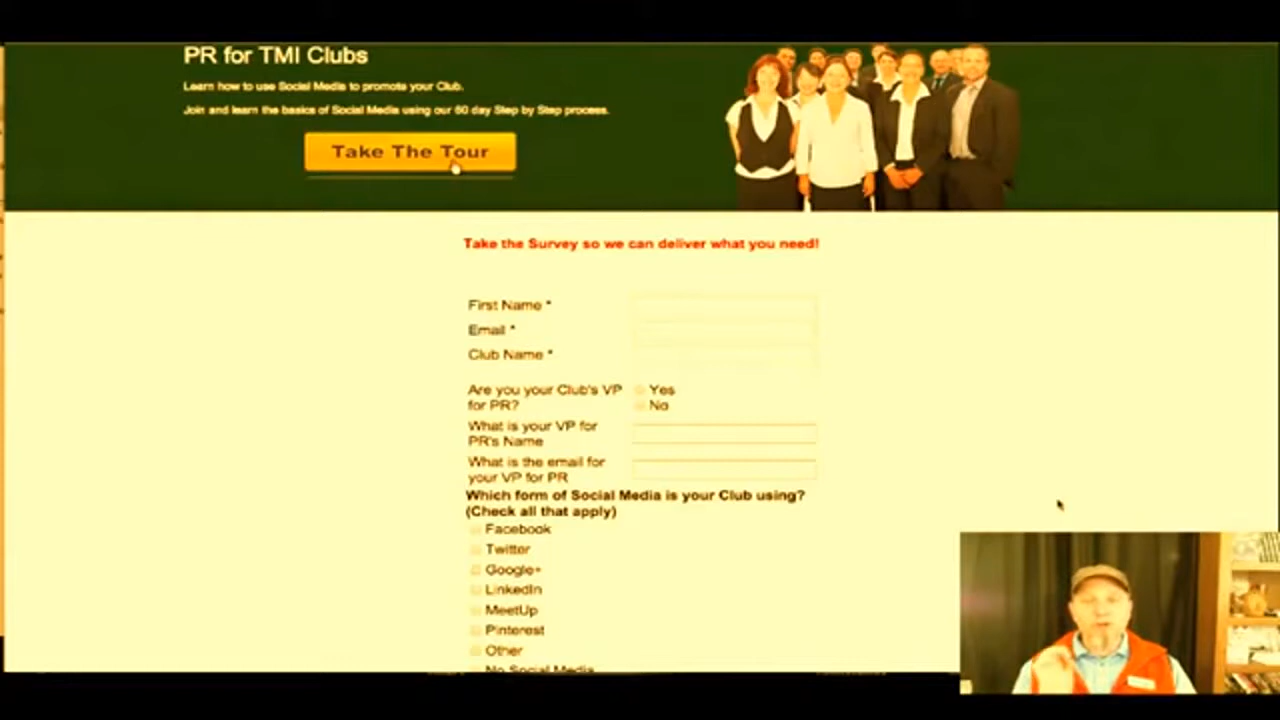 PR for TMI Clubs
Learn how to use Social Media to promote your Club.
Join and learn the basics of Social Media using our 60 day Step by Step process.
Take The Tour
Take the Survey so we can deliver what you need!
First Name *
Email *
Club Name *
Are you your Club's VP
for PR?
Yes
No
What is your VP for
PR's Name
What is the email for
your VP for PR
Which form of Social Media is your Club using?
(Check all that apply)
Facebook
Twitter
Google+
LinkedIn
MeetUp
Pinterest
Other
No Social Media